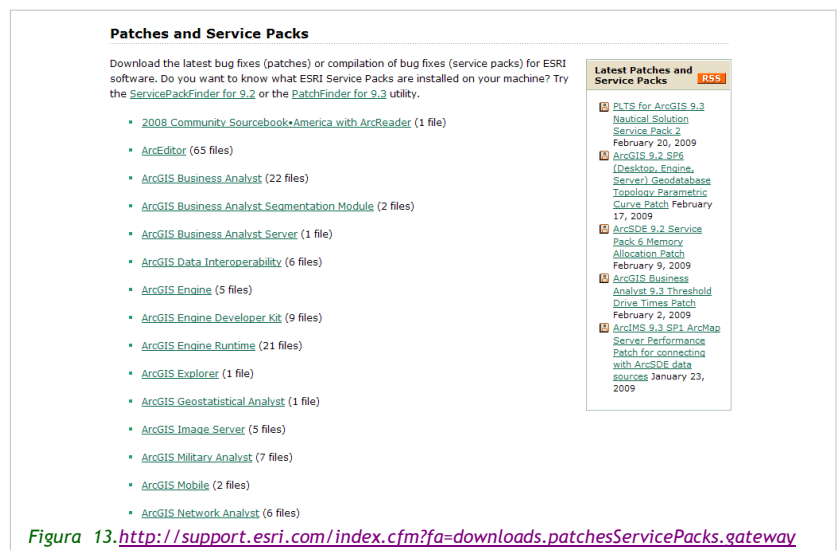 Patches and Service Packs
Download the latest bug fixes (patches) or compilation of bug fixes (service packs) for ESRI
software. Do you want to know what ESRI Service Packs are installed on your machine? Try
the ServicePackFinder for 9.2 or the PatchFinder for 9.3 utility.
2008 Community Sourcebook•America with ArcReader (1 file)
ArcEditor (65 files)
ArcGIS Business Analyst (22 files)
ArcGIS Business Analyst Segmentation Module (2 files)
ArcGIS Business Analyst Server (1 file)
ArcGIS Data Interoperability (6 files)
ArcGIS Engine (5 files)
ArcGIS Engine Developer Kit (9 files)
ArcGIS Engine Runtime (21 files)
ArcGIS Explorer (1 file)
ArcGIS Geostatistical Analyst (1 file)
ArcGIS Image Server (5 files)
ArcGIS Military Analyst (7 files)
ArcGIS Mobile (2 files)
ArcGIS Network Analyst (6 files)
Latest Patches and
Service Packs RSS
PLTS for ArcGIS 9.3
Nautical Solution
Service Pack 2
February 20, 2009
ArcGIS 9.2 SP6
(Desktop, Engine,
Server) Geodatabase
Topology Parametric
Curve Patch February
17, 2009
ArcSDE 9.2 Service
Pack 6 Memory
Allocation Patch
February 9, 2009
ArcGIS Business
Analyst 9.3 Threshold
Drive Times Patch
February 2, 2009
ArcIMS 9.3 SP1 ArcMap
Server Performance
Patch for connecting
with ArcSDE data
sources January 23,
2009
Figura 13.http://support.esri.com/index.cfm?fa=downloads.patchesServicePacks.gateway